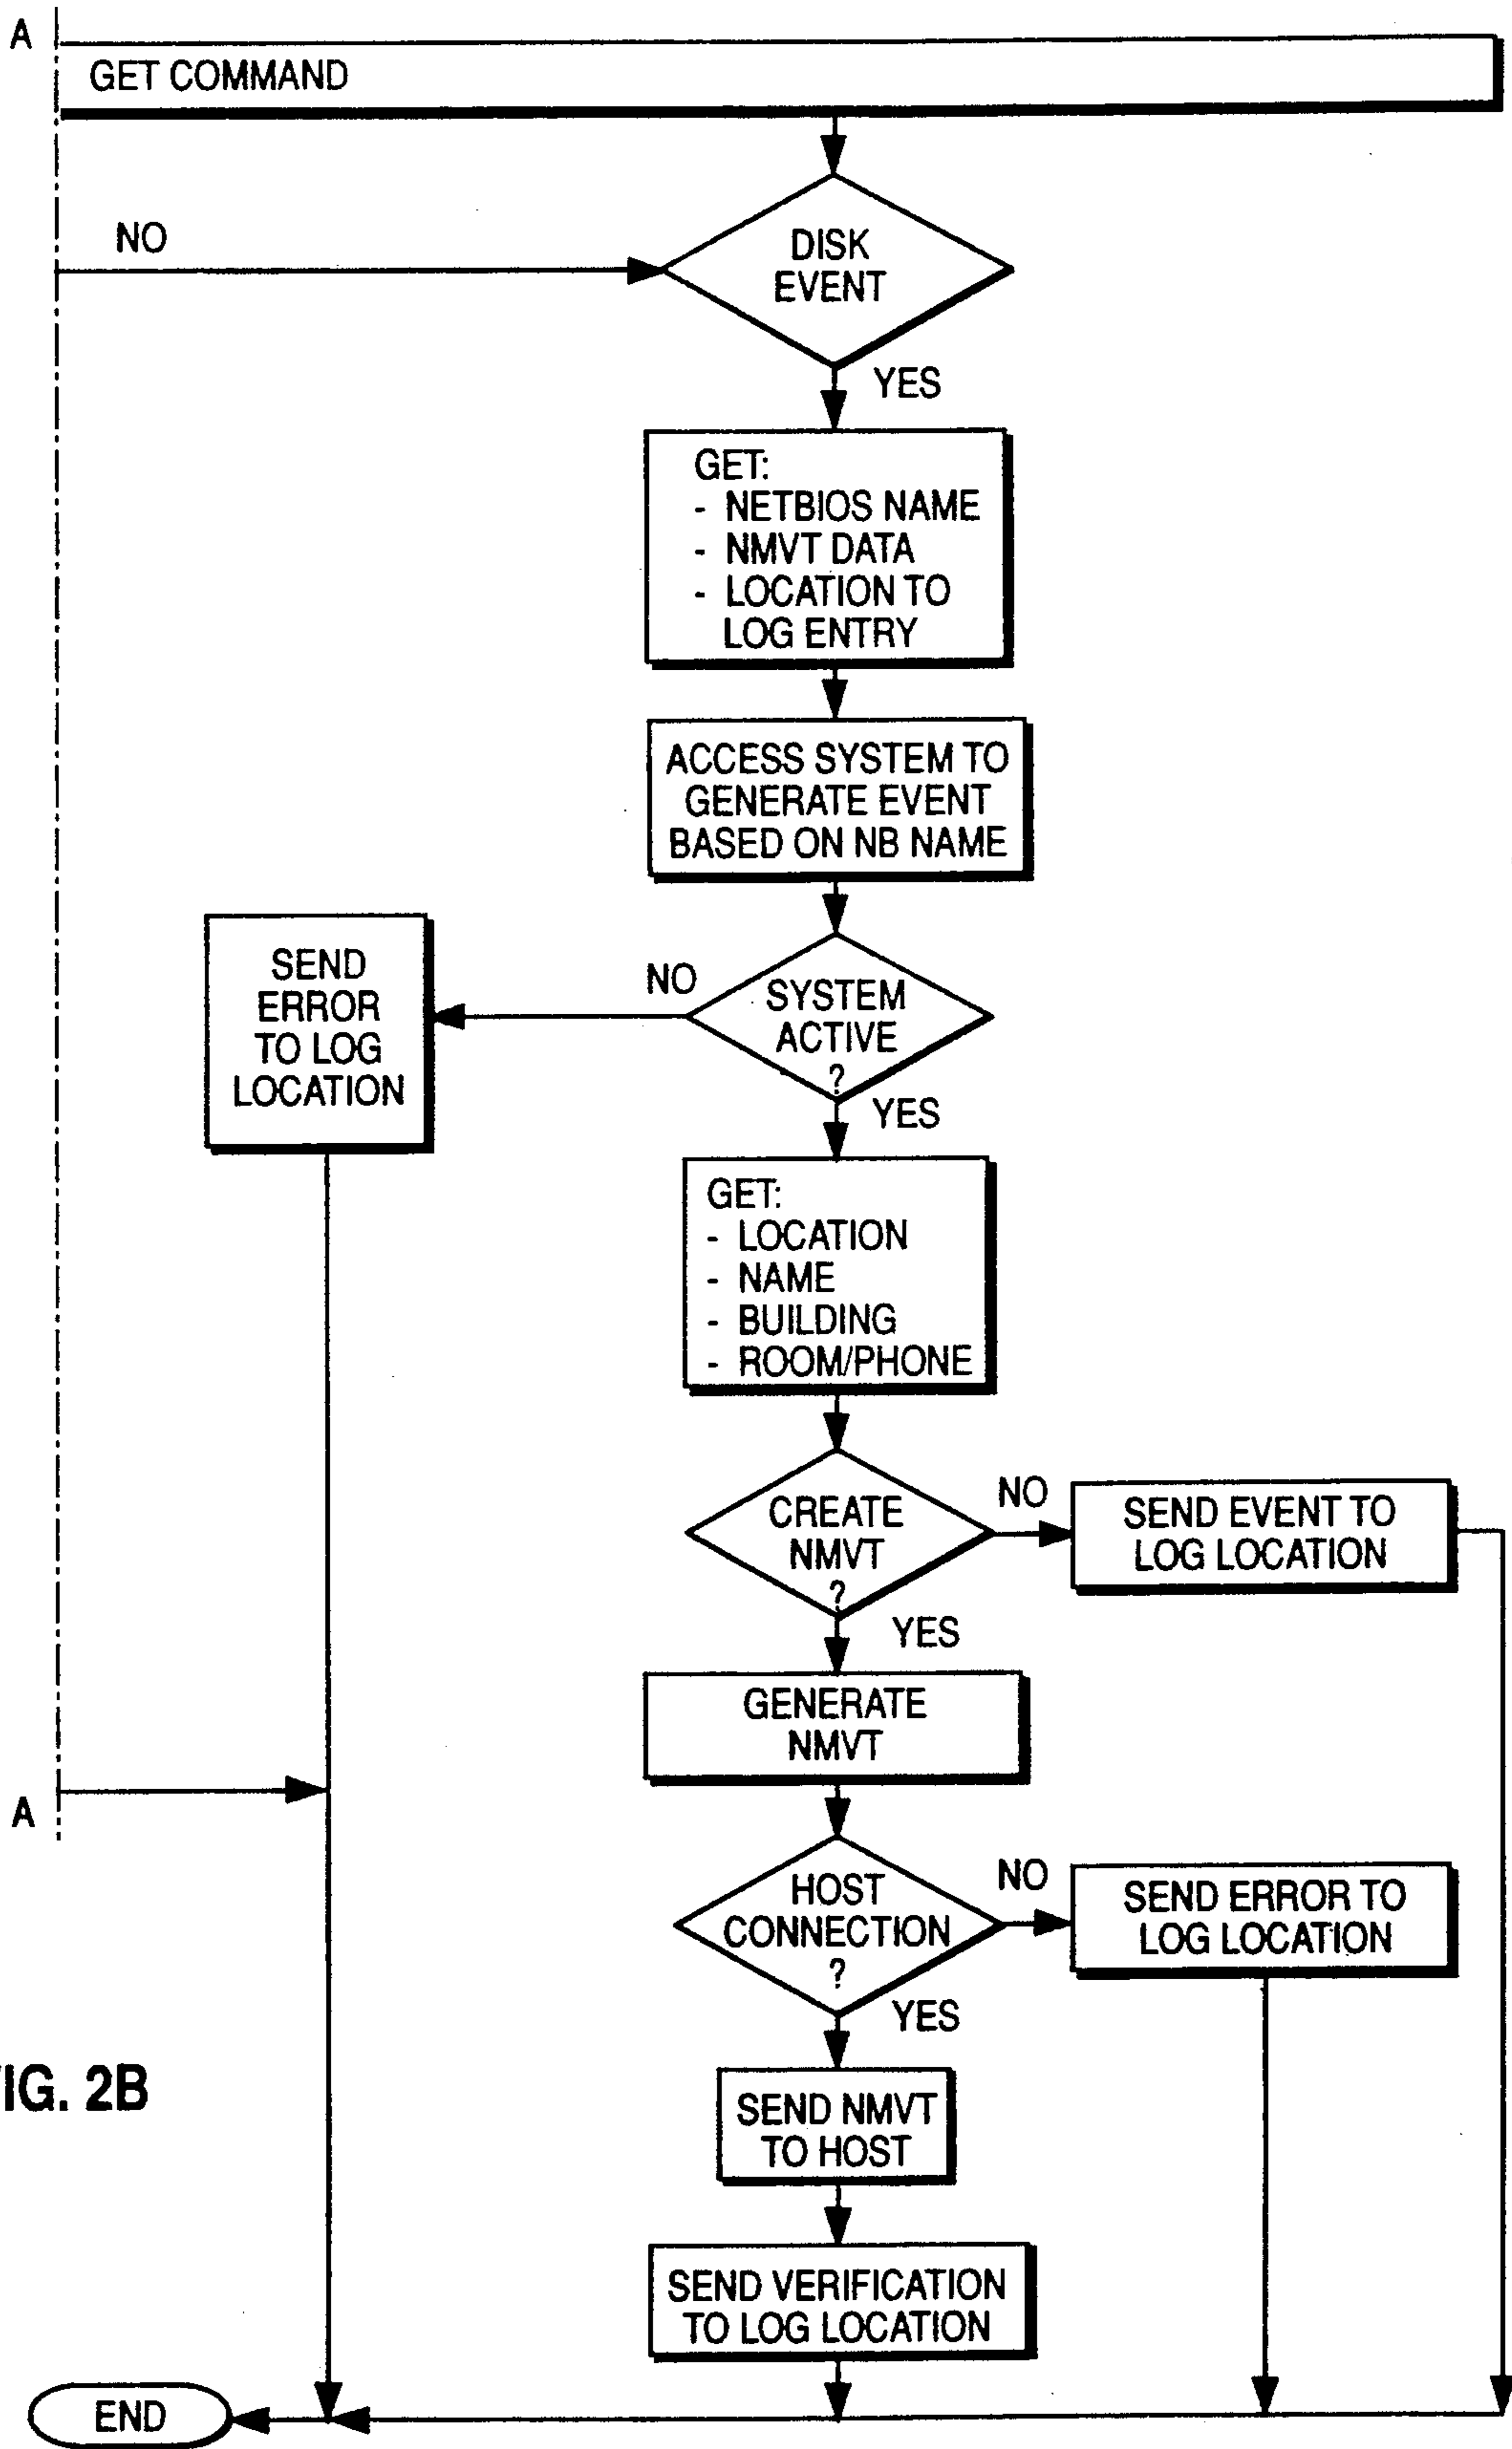 A
GET COMMAND
NO
DISK
EVENT
YES
GET:
- NETBIOS NAME
- NMVT DATA
- LOCATION TO
LOG ENTRY
ACCESS SYSTEM TO
GENERATE EVENT
BASED ON NB NAME
SEND
ERROR
TO LOG
LOCATION
NO
SYSTEM
ACTIVE
?
YES
GET:
- LOCATION
- NAME
- BUILDING
- ROOM/PHONE
CREATE
NMVT
?
NO
SEND EVENT TO
LOG LOCATION
YES
GENERATE
NMVT
A
HOST
CONNECTION
?
NO
SEND ERROR TO
LOG LOCATION
YES
IG. 2B
SEND NMVT
TO HOST
SEND VERIFICATION
TO LOG LOCATION
END